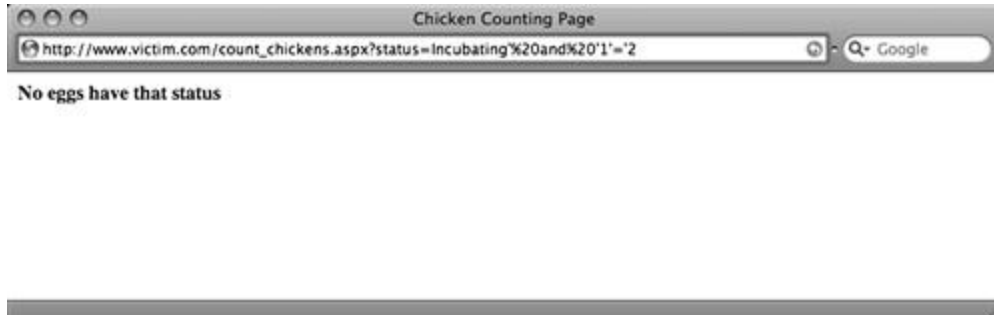 Chicken Counting Page
http://www.victim.com/count_chickens.aspx?status=Incubating'%20and%20'1'='2
Google
No eggs have that status